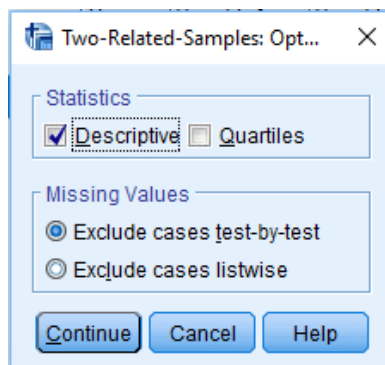 Two-Related-Samples: Opt...
Statistics
Descriptive Quartiles
Missing Values
Exclude cases test-by-test
Exclude cases listwise
Continue Cancel Help